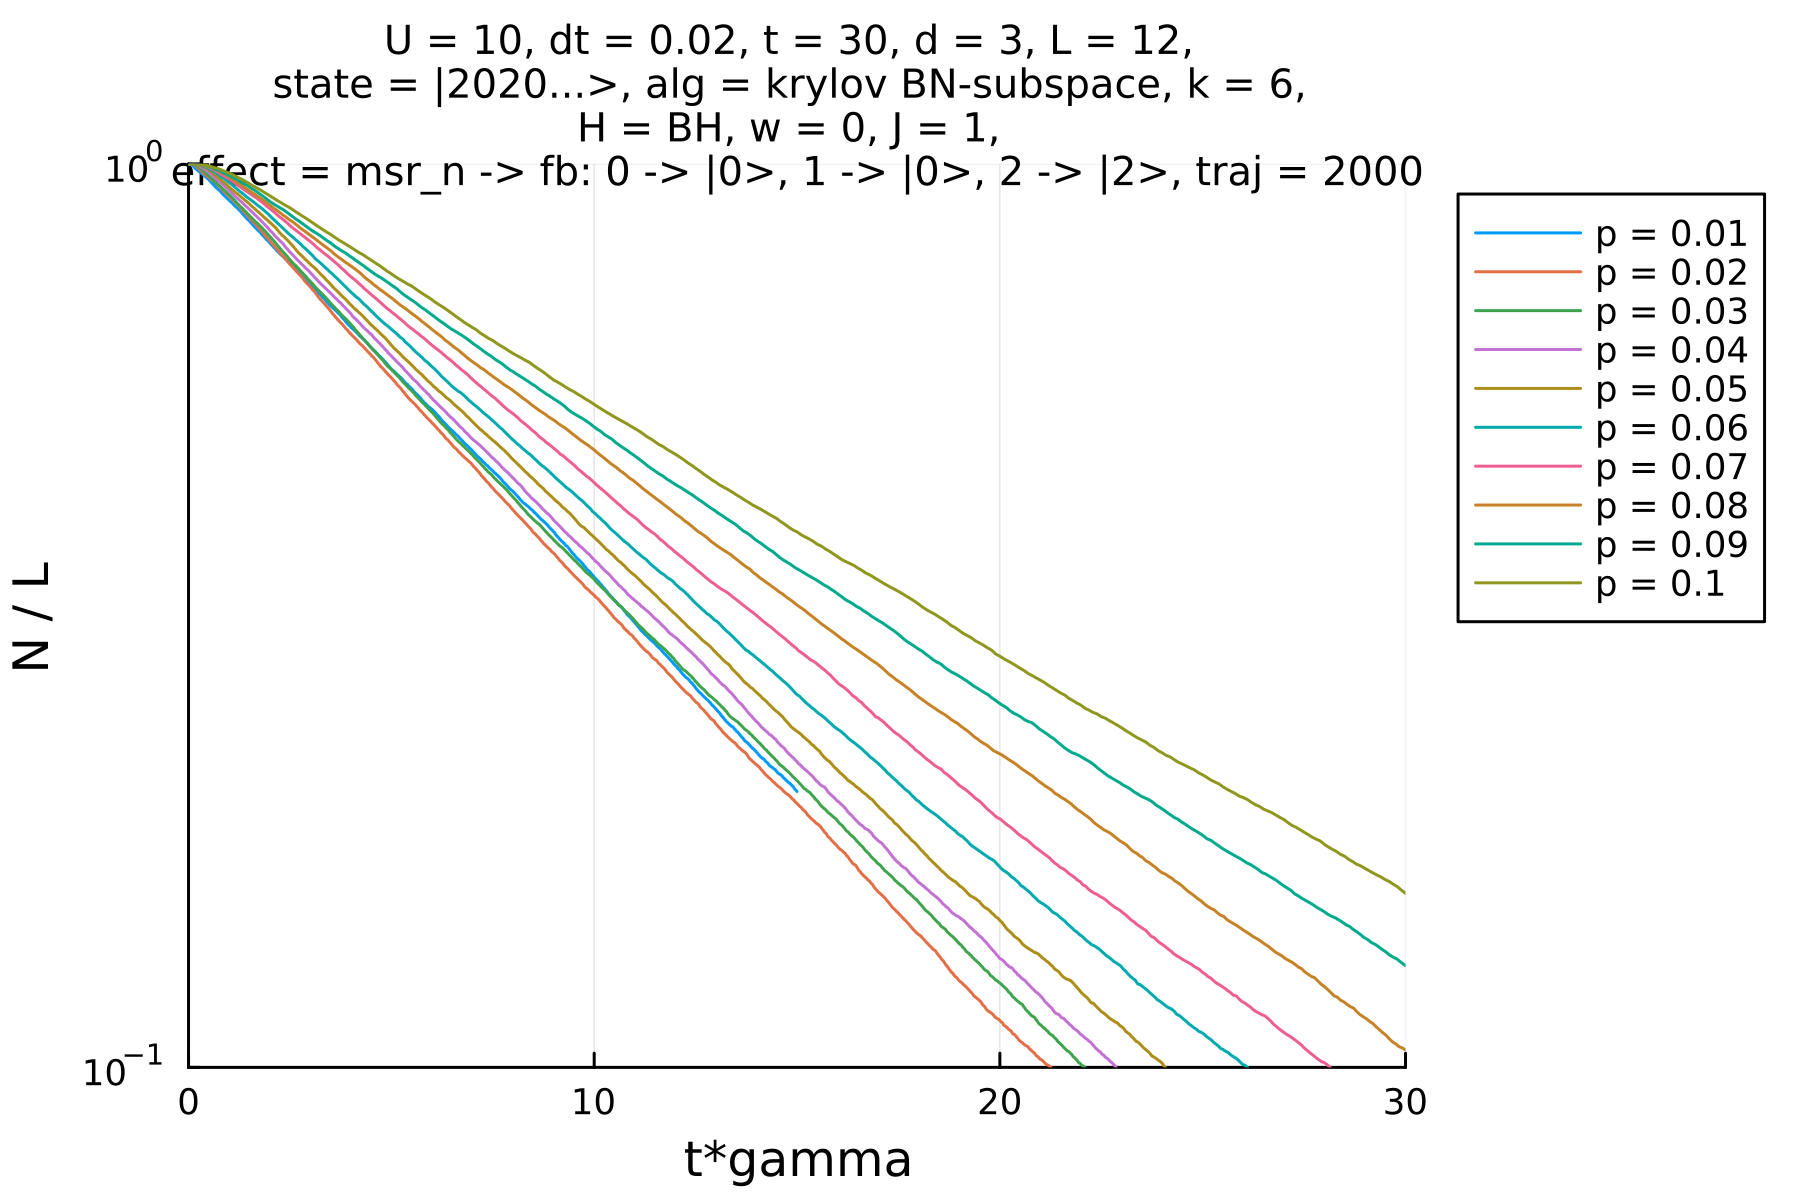 U = 10, dt = 0.02, t = 30, d = 3, L = 12,
state = |2020...>, alg = krylov BN-subspace, k = 6,
H = BH, w = 0, J = 1,
effect = msr_n -> fb: 0 -> |0>, 1 -> |0>, 2 -> |2>, traj = 2000
10⁰
10⁻¹
N / L
0 10 20 30
t*gamma
p = 0.01
p = 0.02
p = 0.03
p = 0.04
p = 0.05
p = 0.06
p = 0.07
p = 0.08
p = 0.09
p = 0.1